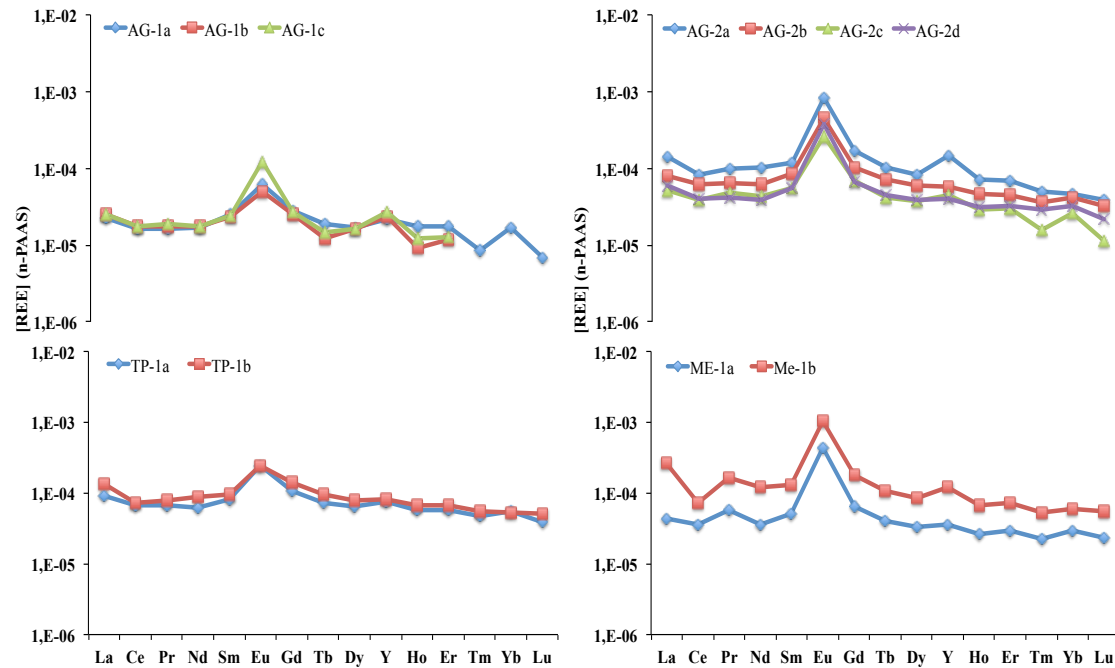 1,E-02
AG-1a AG-1b AG-1c
1,E-03
1,E-04
1,E-05
1,E-06
[REE] (n-PAAS)
1,E-02
AG-2a AG-2b AG-2c AG-2d
1,E-03
1,E-04
1,E-05
1,E-06
[REE] (n-PAAS)
1,E-02
TP-1a TP-1b
1,E-03
1,E-04
1,E-05
1,E-06
La Ce Pr Nd Sm Eu Gd Tb Dy Y Ho Er Tm Yb Lu
1,E-02
ME-1a Me-1b
1,E-03
1,E-04
1,E-05
1,E-06
La Ce Pr Nd Sm Eu Gd Tb Dy Y Ho Er Tm Yb Lu